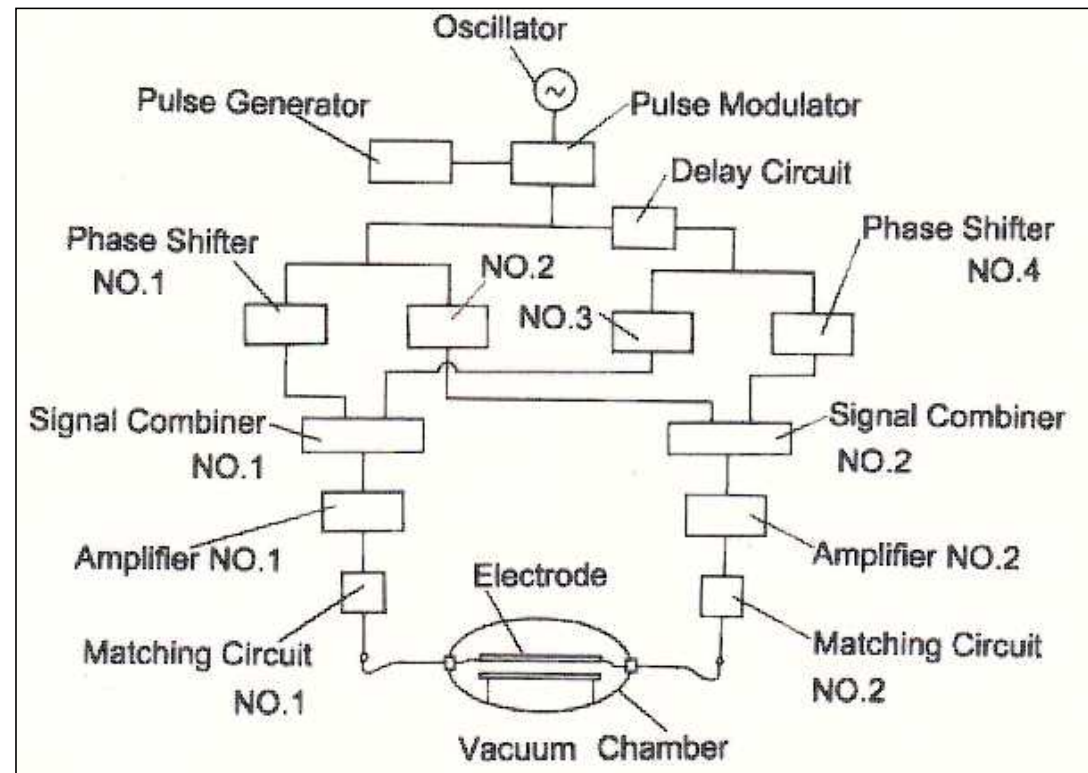 Oscillator
Pulse Generator
Pulse Modulator
Delay Circuit
Phase Shifter
NO.1
NO.2
NO.3
Phase Shifter
NO.4
Signal Combiner
NO.1
Signal Combiner
NO.2
Amplifier NO.1
Amplifier NO.2
Electrode
Matching Circuit
NO.1
Matching Circuit
NO.2
Vacuum Chamber